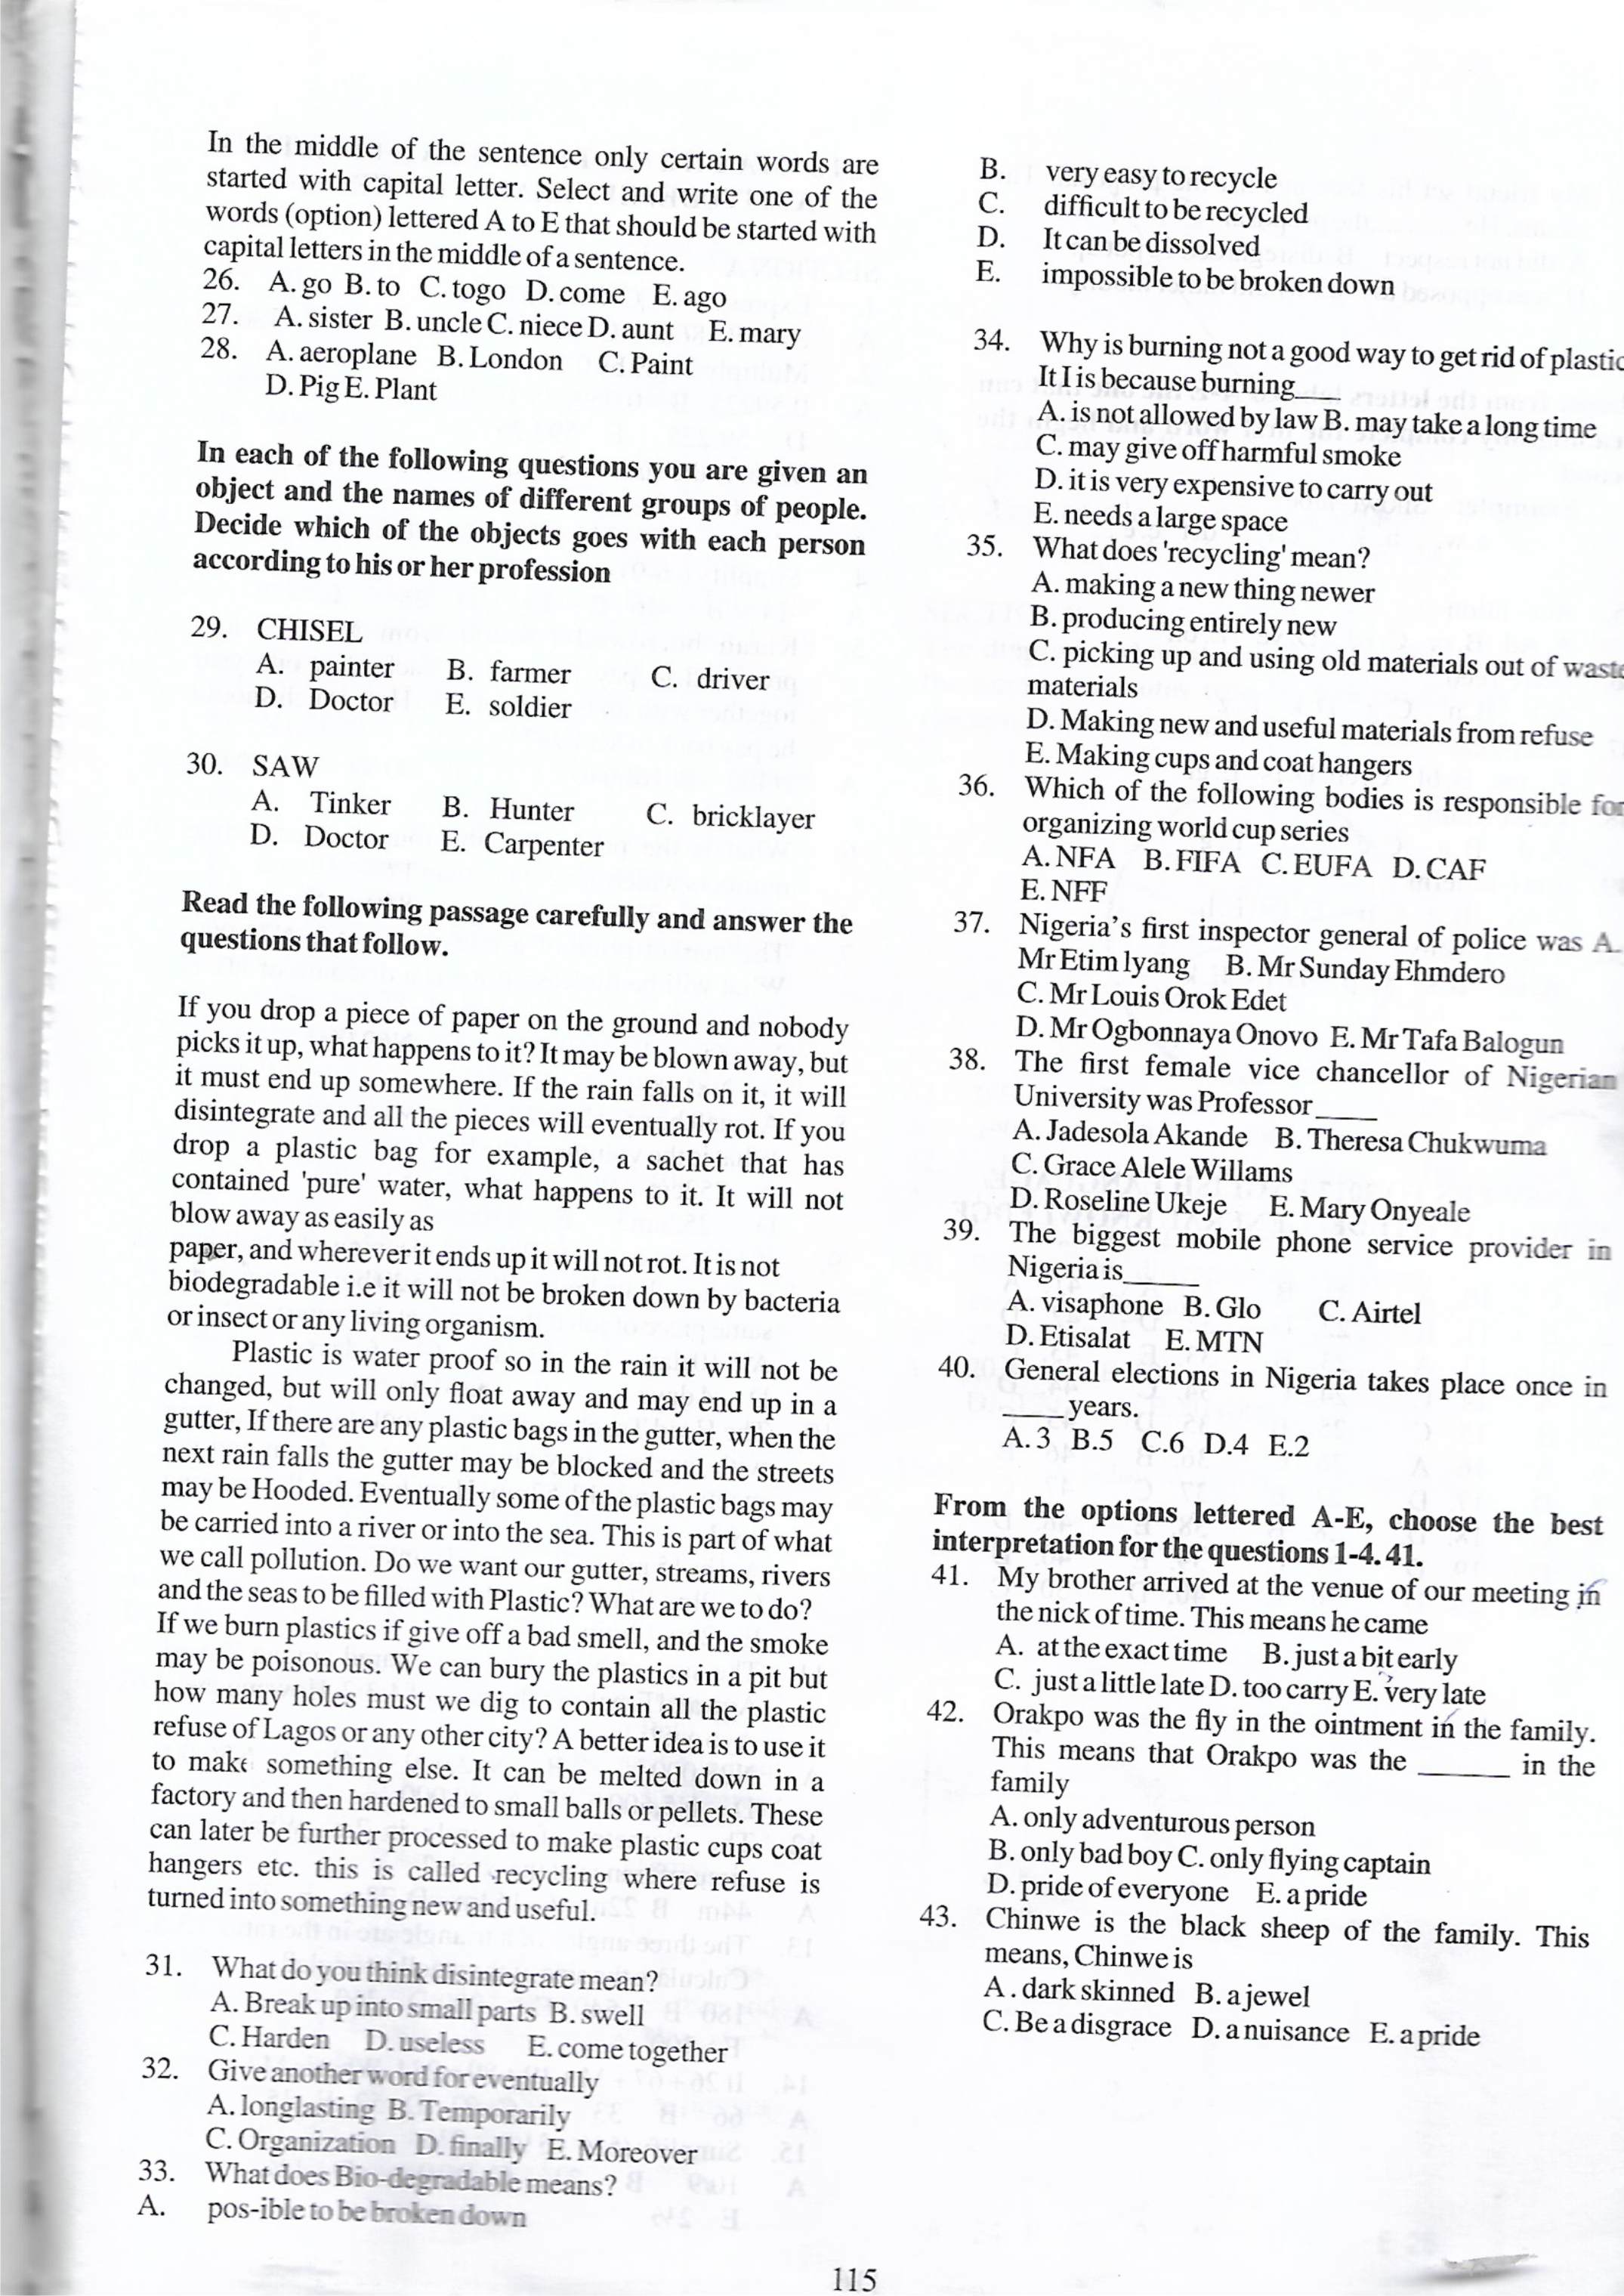 In the middle of the sentence only certain words are
started with capital letter. Select and write one of the
words (option) lettered A to E that should be started with
capital letters in the middle of a sentence.
26. A. go B. to C. togo D. come E. ago
27. A. sister B. uncle C. niece D. aunt E. mary
28. A. aeroplane B. London C. Paint
D. Pig E. Plant
In each of the following questions you are given an
object and the names of different groups of people.
Decide which of the objects goes with each person
according to his or her profession
29. CHISEL
A. painter B. farmer C. driver
D. Doctor E. soldier
30. SAW
A. Tinker B. Hunter C. bricklayer
D. Doctor E. Carpenter
Read the following passage carefully and answer the
questions that follow.
If you drop a piece of paper on the ground and nobody
picks it up, what happens to it? It may be blown away, but
it must end up somewhere. If the rain falls on it, it will
disintegrate and all the pieces will eventually rot. If you
drop a plastic bag for example, a sachet that has
contained 'pure' water, what happens to it. It will not
blow away as easily as
paper, and wherever it ends up it will not rot. It is not
biodegradable i.e it will not be broken down by bacteria
or insect or any living organism.
Plastic is water proof so in the rain it will not be
changed, but will only float away and may end up in a
gutter, If there are any plastic bags in the gutter, when the
next rain falls the gutter may be blocked and the streets
may be Hooded. Eventually some of the plastic bags may
be carried into a river or into the sea. This is part of what
we call pollution. Do we want our gutter, streams, rivers
and the seas to be filled with Plastic? What are we to do?
If we burn plastics if give off a bad smell, and the smoke
may be poisonous. We can bury the plastics in a pit but
how many holes must we dig to contain all the plastic
refuse of Lagos or any other city? A better idea is to use it
to make something else. It can be melted down in a
factory and then hardened to small balls or pellets. These
can later be further processed to make plastic cups coat
hangers etc. this is called recycling where refuse is
turned into something new and useful.
31. What do you think disintegrate mean?
A. Break up into small parts B. swell
C. Harden D. useless E. come together
32. Give another word for eventually
A. longlasting B. Temporarily
C. Organization D. finally E. Moreover
33. What does Bio-degradable means?
A. pos-ible to be broken down
B. very easy to recycle
C. difficult to be recycled
D. It can be dissolved
E. impossible to be broken down
34. Why is burning not a good way to get rid of plastic
It I is because burning____
A. is not allowed by law B. may take a long time
C. may give off harmful smoke
D. it is very expensive to carry out
E. needs a large space
35. What does 'recycling' mean?
A. making a new thing newer
B. producing entirely new
C. picking up and using old materials out of waste
materials
D. Making new and useful materials from refuse
E. Making cups and coat hangers
36. Which of the following bodies is responsible for
organizing world cup series
A. NFA B. FIFA C. EUFA D. CAF
E. NFF
37. Nigeria's first inspector general of police was A.
Mr Etim lyang B. Mr Sunday Ehmdero
C. Mr Louis Orok Edet
D. Mr Ogbonnaya Onovo E. Mr Tafa Balogun
38. The first female vice chancellor of Nigerian
University was Professor____
A. Jadesola Akande B. Theresa Chukwuma
C. Grace Alele Willams
D. Roseline Ukeje E. Mary Onyeale
39. The biggest mobile phone service provider in
Nigeria is_____
A. visaphone B. Glo C. Airtel
D. Etisalat E. MTN
40. General elections in Nigeria takes place once in
____ years.
A. 3 B.5 C.6 D.4 E.2
From the options lettered A-E, choose the best
interpretation for the questions 1-4. 41.
41. My brother arrived at the venue of our meeting in
the nick of time. This means he came
A. at the exact time B. just a bit early
C. just a little late D. too carry E. very late
42. Orakpo was the fly in the ointment in the family.
This means that Orakpo was the ______ in the
family
A. only adventurous person
B. only bad boy C. only flying captain
D. pride of everyone E. a pride
43. Chinwe is the black sheep of the family. This
means, Chinwe is
A . dark skinned B. a jewel
C. Be a disgrace D. a nuisance E. a pride
115